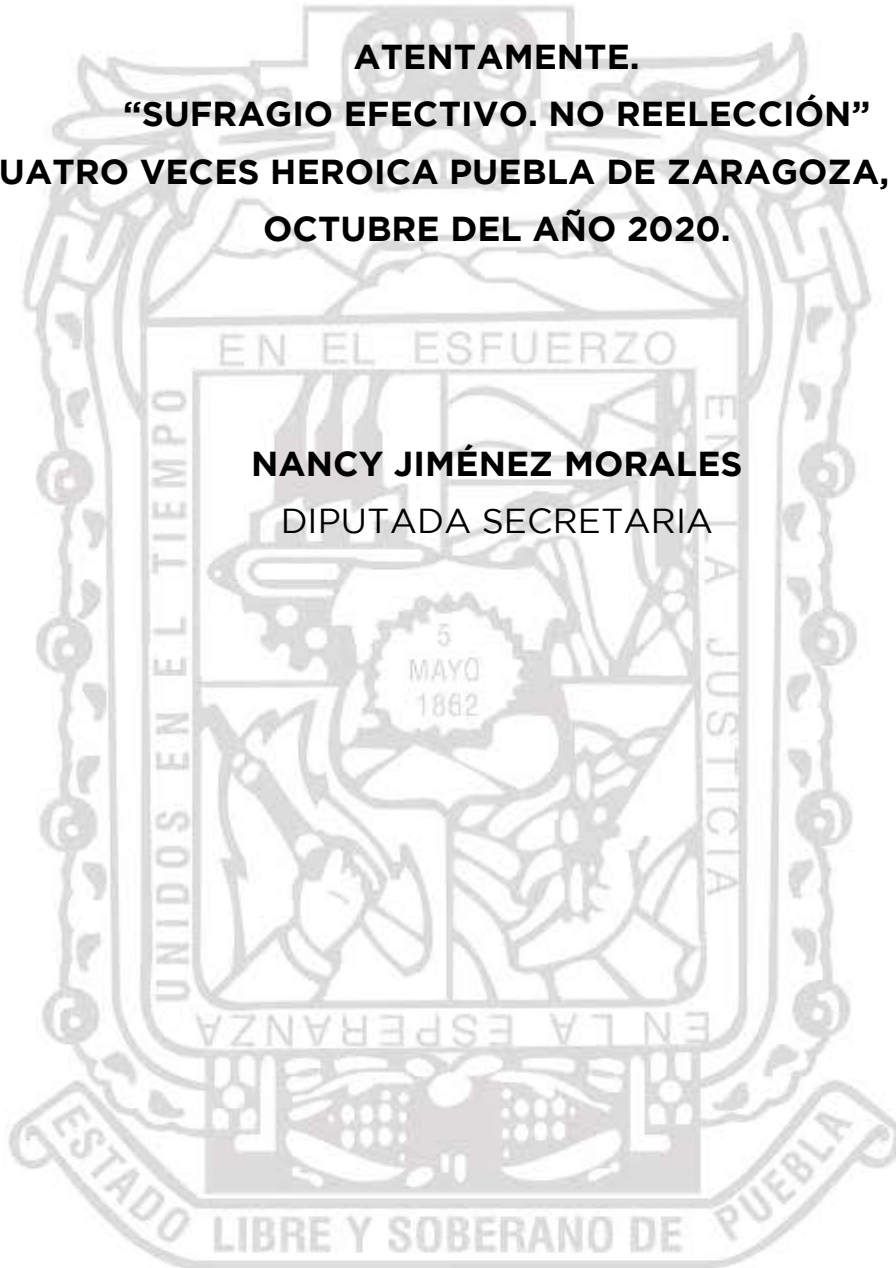 ATENTAMENTE.
“SUFRAGIO EFECTIVO. NO REELECCIÓN”
UATRO VECES HEROICA PUEBLA DE ZARAGOZA,
OCTUBRE DEL AÑO 2020.
NANCY JIMÉNEZ MORALES
DIPUTADA SECRETARIA
EN EL ESFUERZO
EN LA JUSTICIA
EN LA ESPERANZA
UNIDOS EN EL TIEMPO
5
MAYO
1862
ESTADO LIBRE Y SOBERANO DE PUEBLA